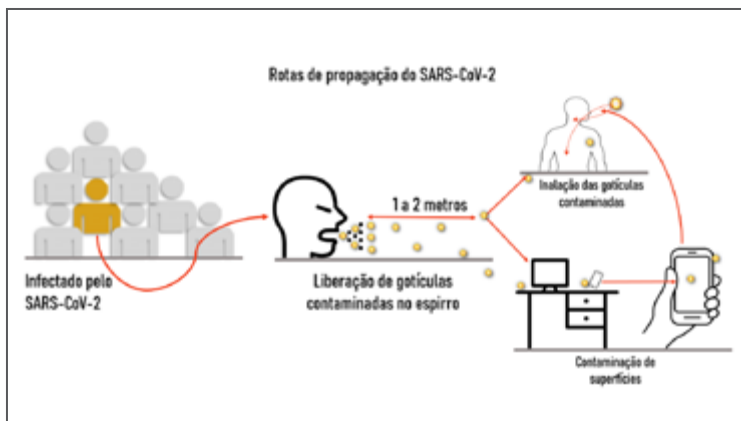 Rotas de propagação do SARS-CoV-2
Infectado pelo
SARS-CoV-2
1 a 2 metros
Liberação de gotículas
contaminadas no espirro
Inalação das gotículas
contaminadas
Contaminação de
superfícies